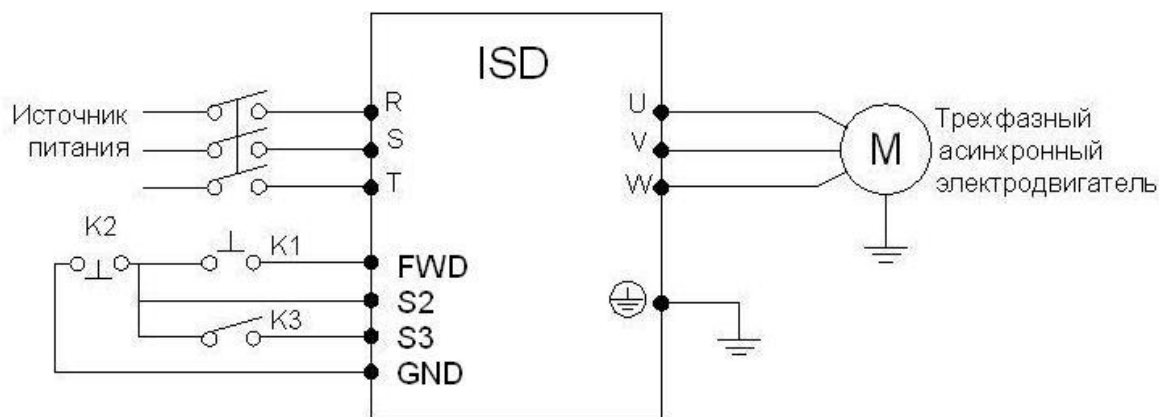 ISD
Источник
питания
R
S
T
U
V
W
M
Трехфазный
асинхронный
электродвигатель
K2
K1
K3
FWD
S2
S3
GND